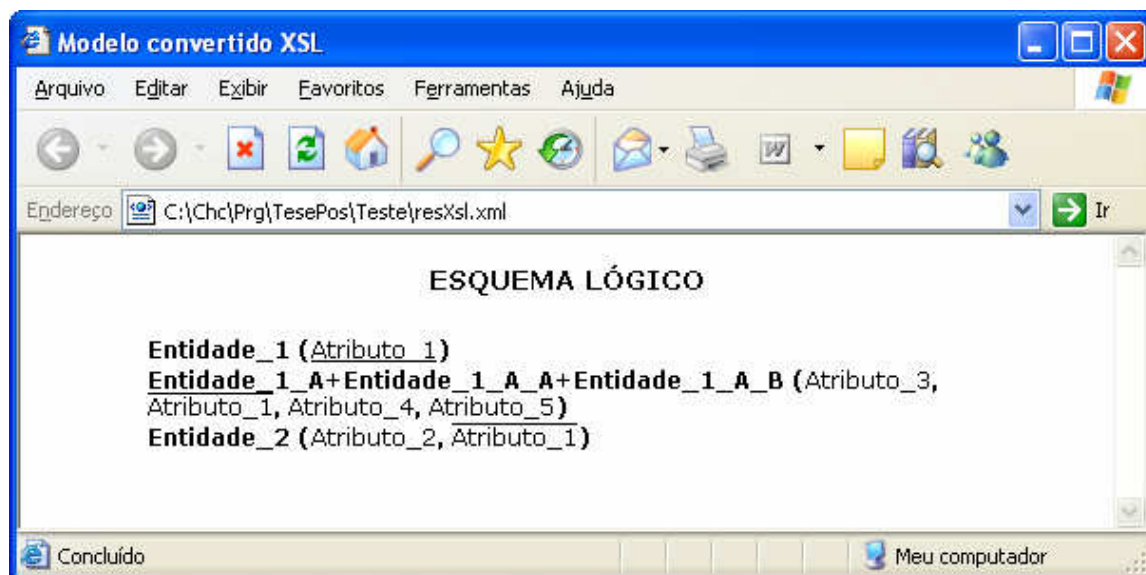 Modelo convertido XSL
Arquivo Editar Exibir Favoritos Ferramentas Ajuda
W
Endereço C:\Chc\Prg\TesePos\Teste\resXsl.xml Ir
ESQUEMA LÓGICO
Entidade_1 (Atributo_1)
Entidade_1_A+Entidade_1_A_A+Entidade_1_A_B (Atributo_3,
Atributo_1, Atributo_4, Atributo_5)
Entidade_2 (Atributo_2, Atributo_1)
Concluído Meu computador